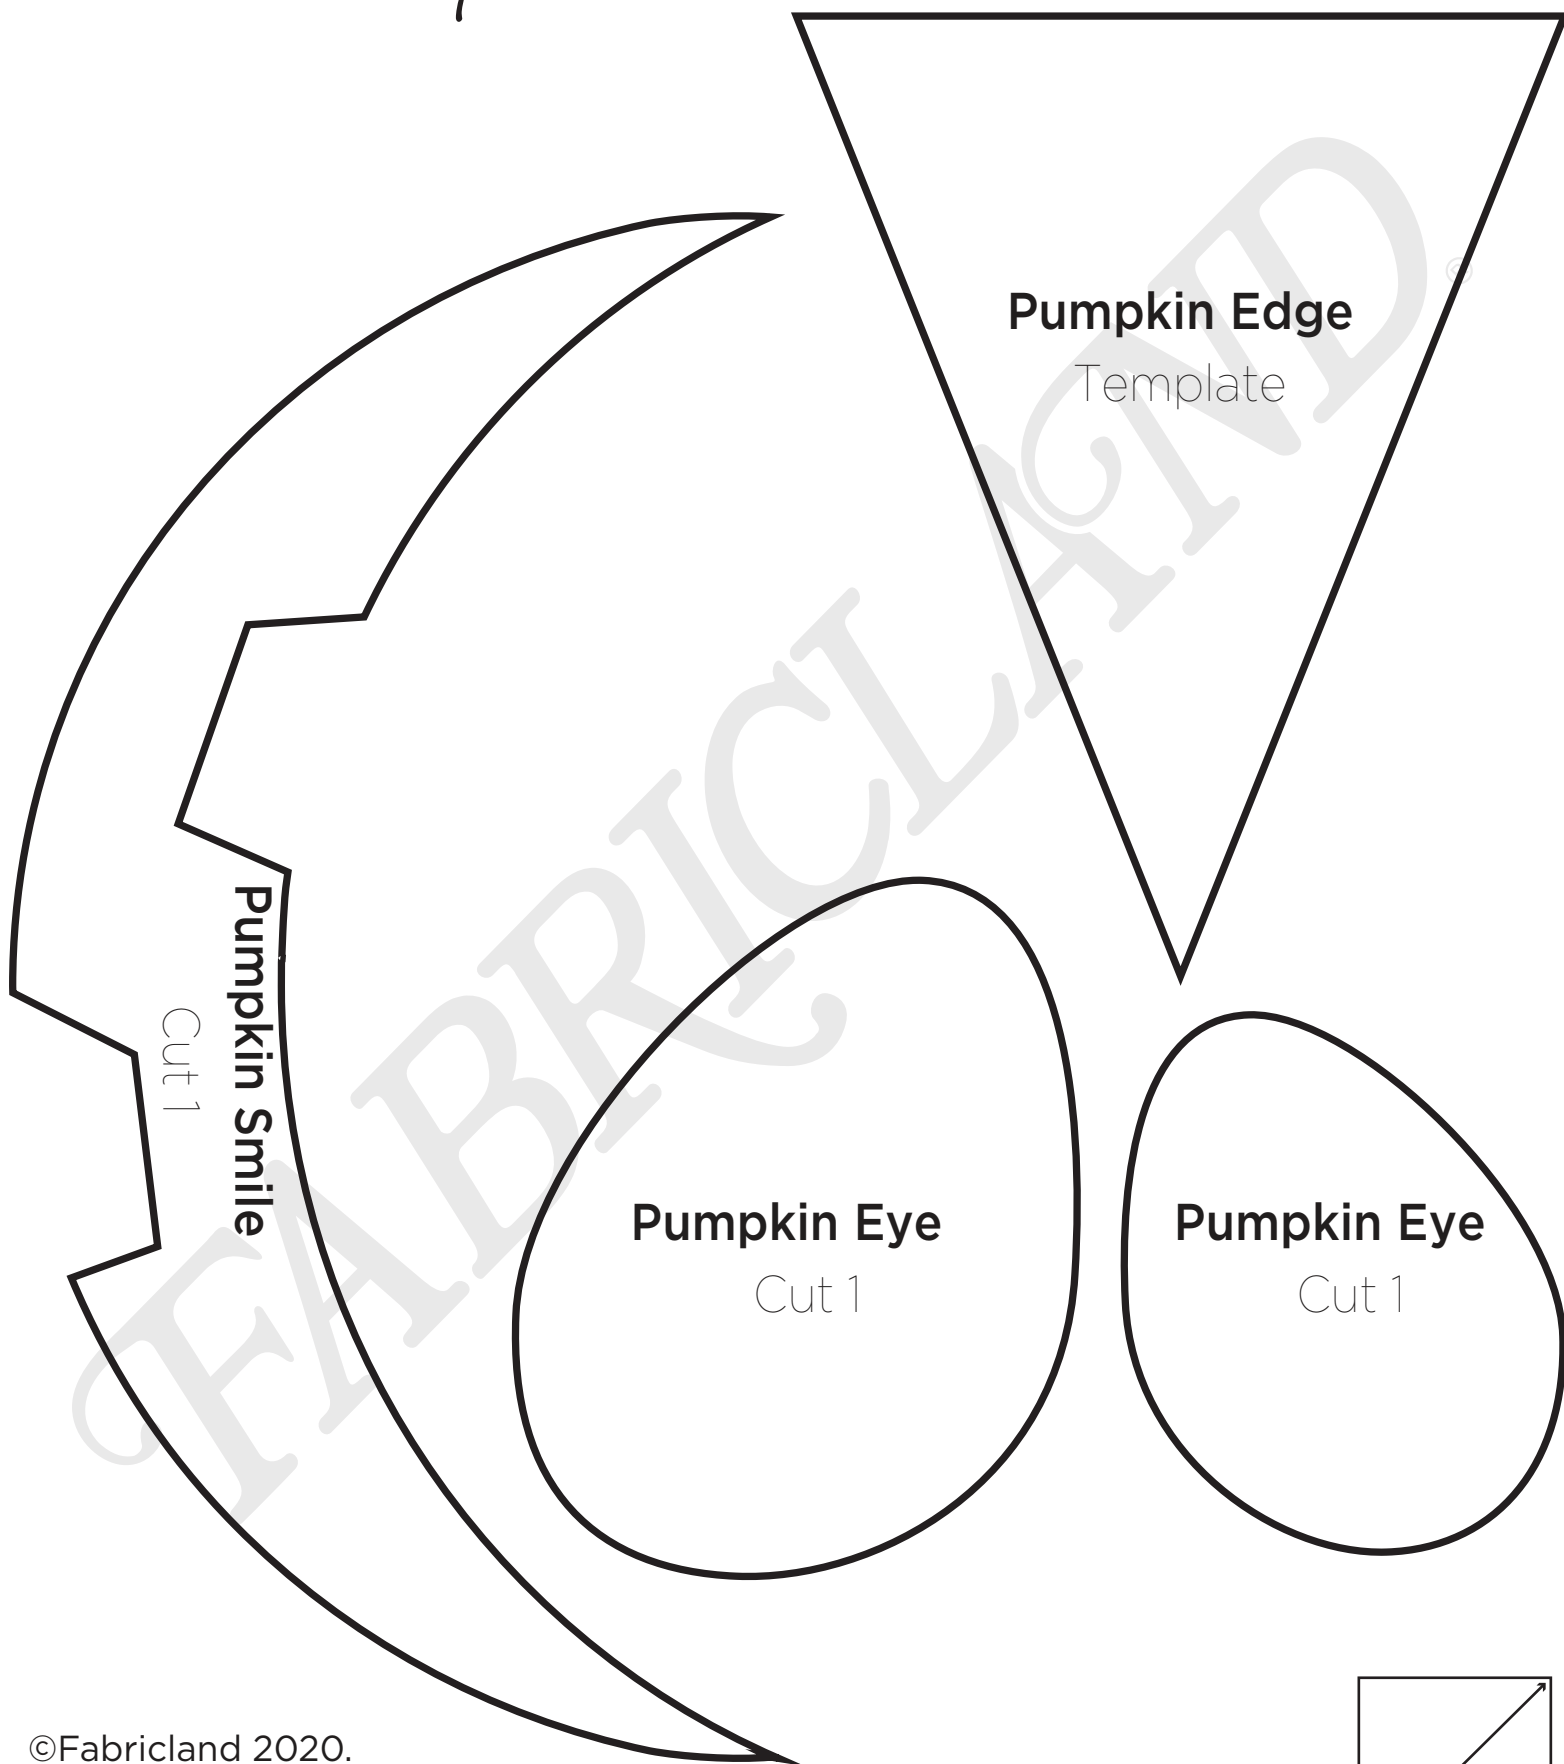 Pumpkin Edge
Template
FABRICLAND®
Pumpkin Smile
Cut 1
Pumpkin Eye
Cut 1
Pumpkin Eye
Cut 1
©Fabricland 2020.